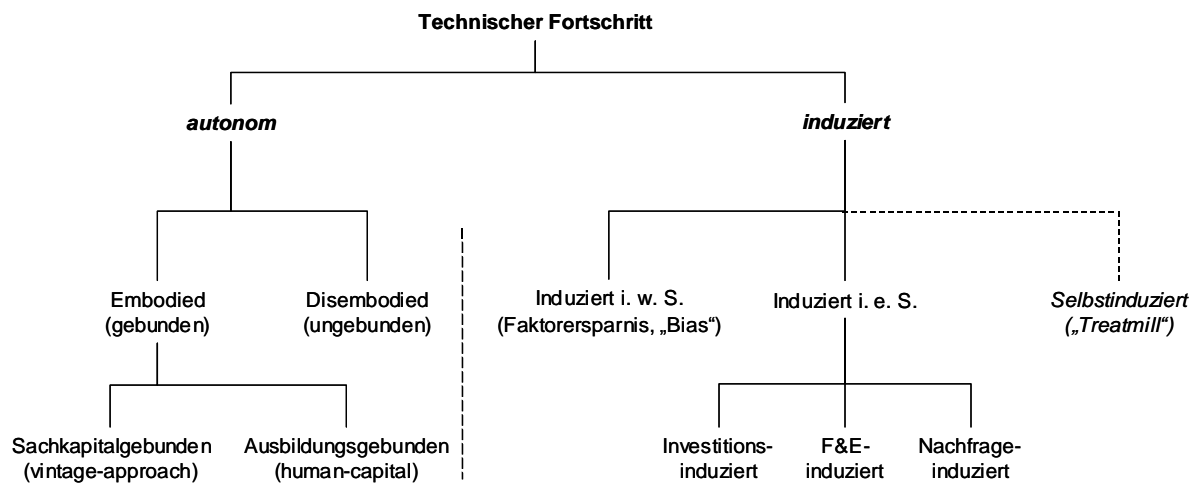 Technischer Fortschritt
autonom
induziert
Embodied
(gebunden)
Disembodied
(ungebunden)
Induziert i. w. S.
(Faktorersparnis, „Bias“)
Induziert i. e. S.
Selbstinduziert
(„Treatmill“)
Sachkapitalgebunden
(vintage-approach)
Ausbildungsgebunden
(human-capital)
Investitions-
induziert
F&E-
induziert
Nachfrage-
induziert